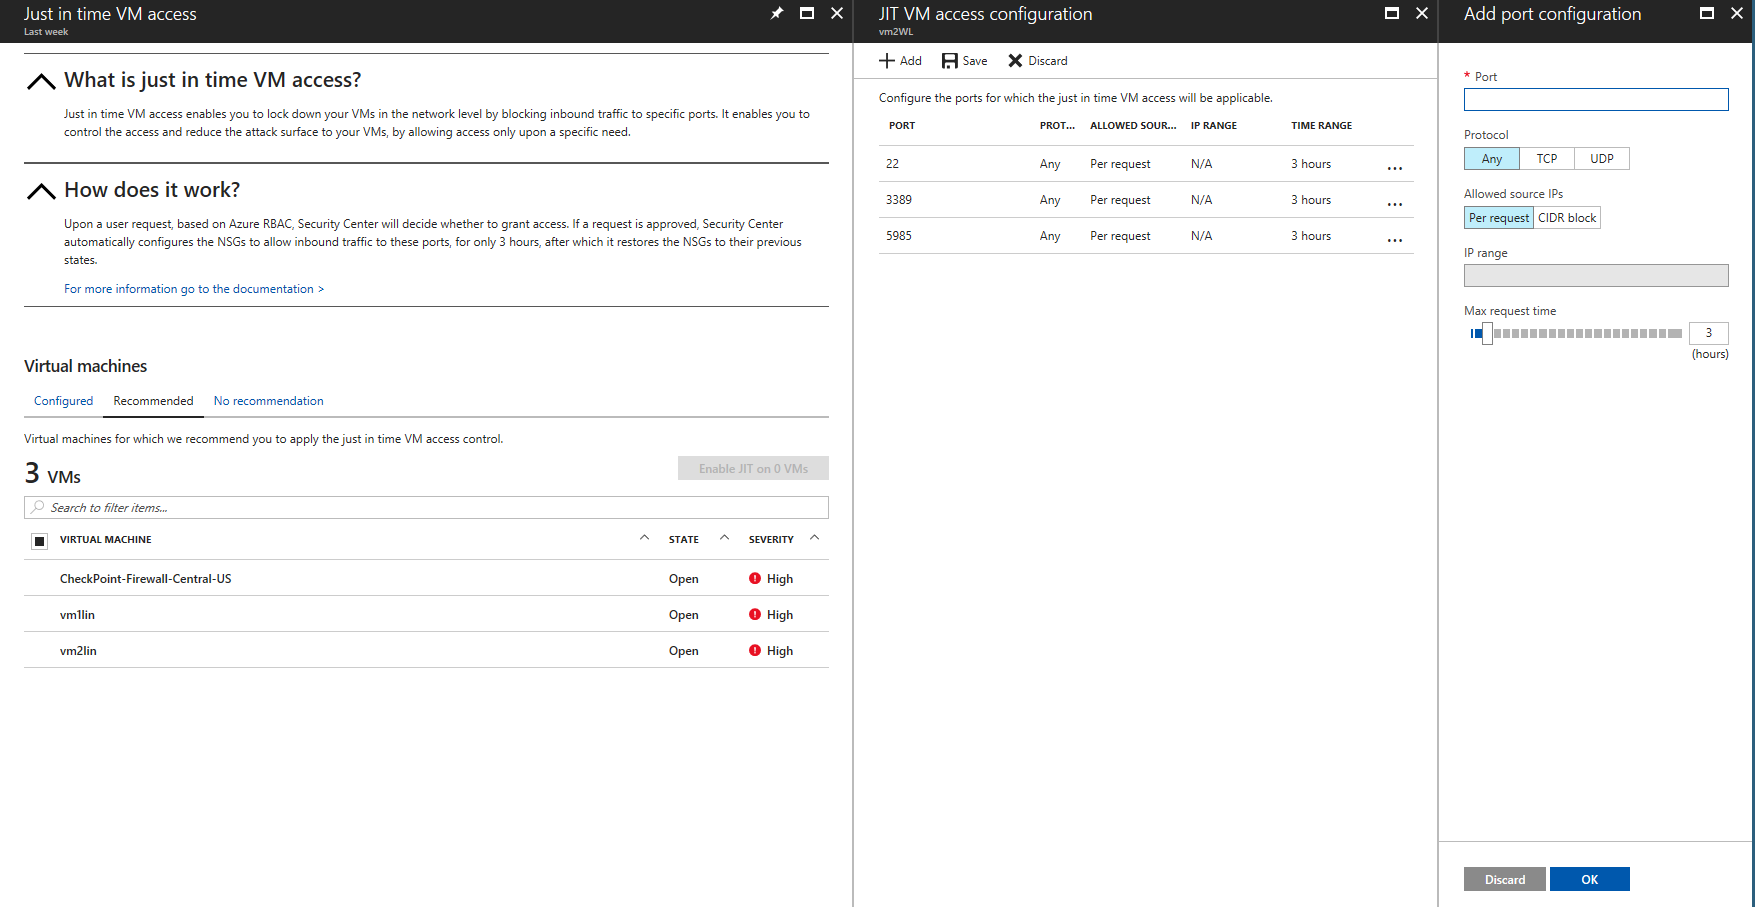 Just in time VM access
Last week
What is just in time VM access?
Just in time VM access enables you to lock down your VMs in the network level by blocking inbound traffic to specific ports. It enables you to
control the access and reduce the attack surface to your VMs, by allowing access only upon a specific need.
How does it work?
Upon a user request, based on Azure RBAC, Security Center will decide whether to grant access. If a request is approved, Security Center
automatically configures the NSGs to allow inbound traffic to these ports, for only 3 hours, after which it restores the NSGs to their previous
states.
For more information go to the documentation >
Virtual machines
Configured Recommended No recommendation
Virtual machines for which we recommend you to apply the just in time VM access control.
3 VMs
Enable JIT on 0 VMs
Search to filter items...
VIRTUAL MACHINE STATE SEVERITY
CheckPoint-Firewall-Central-US Open High
vm1lin Open High
vm2lin Open High
JIT VM access configuration
vm2WL
Add Save Discard
Configure the ports for which the just in time VM access will be applicable.
PORT PROT... ALLOWED SOUR... IP RANGE TIME RANGE
22 Any Per request N/A 3 hours ...
3389 Any Per request N/A 3 hours ...
5985 Any Per request N/A 3 hours ...
Add port configuration
* Port
Protocol
Any TCP UDP
Allowed source IPs
Per request CIDR block
IP range
Max request time
3
(hours)
Discard OK